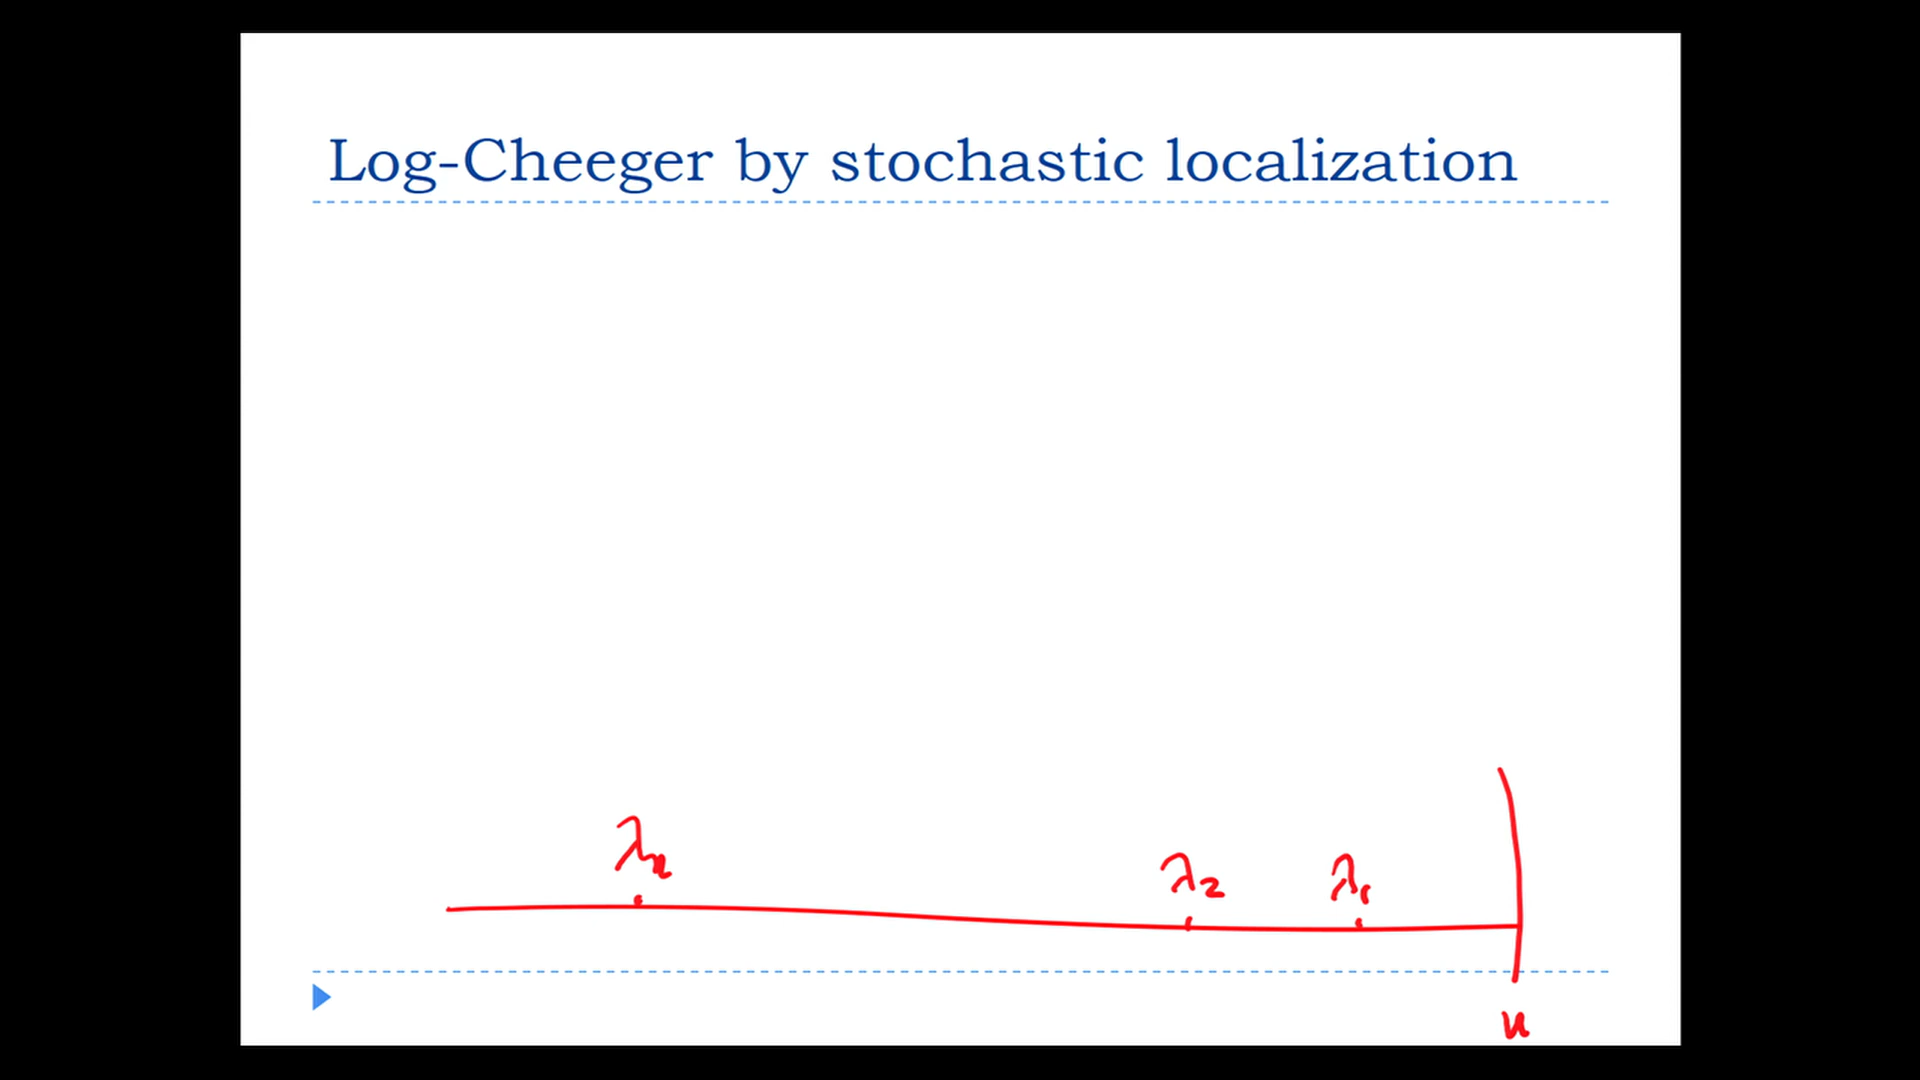 Log-Cheeger by stochastic localization
λₙ λ₂ λ₁
u